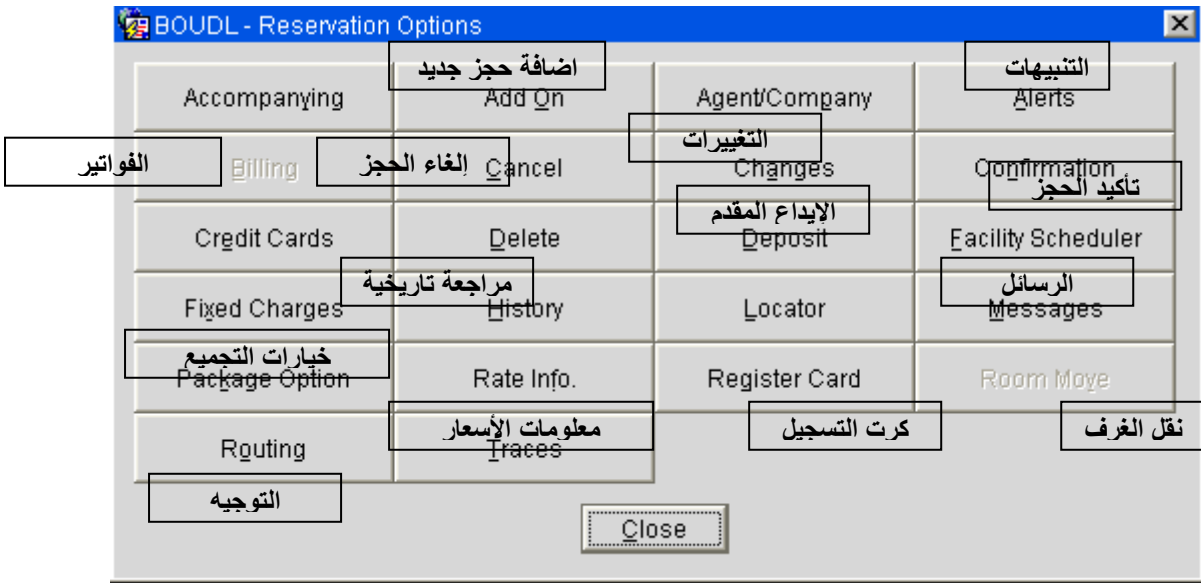 BOUDL - Reservation Options
اضافة حجز جديد
التنبيهات
Accompanying
Add On
Agent/Company
Alerts
التغييرات
الفواتير
Billing
إلغاء الحجز
Cancel
Changes
Confirmation
تأكيد الحجز
الإيداع المقدم
Credit Cards
Delete
Deposit
Facility Scheduler
مراجعة تاريخية
الرسائل
Fixed Charges
History
Locator
Messages
خيارات التجميع
Package Option
Rate Info.
Register Card
Room Move
معلومات الأسعار
كرت التسجيل
نقل الغرف
Routing
Traces
التوجيه
Close